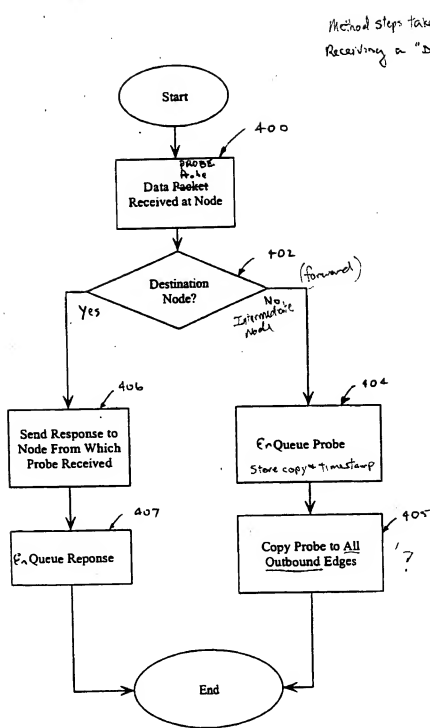 Method steps take
Receiving a "D
Start
400
PROBE
Data Packet
Received at Node
402
(forward)
Destination
Node?
Yes
No
Intermediate
Node
406
404
Send Response to
Node From Which
Probe Received
EnQueue Probe
Store copy + timestamp
407
405
EnQueue Reponse
Copy Probe to All
Outbound Edges
?
End